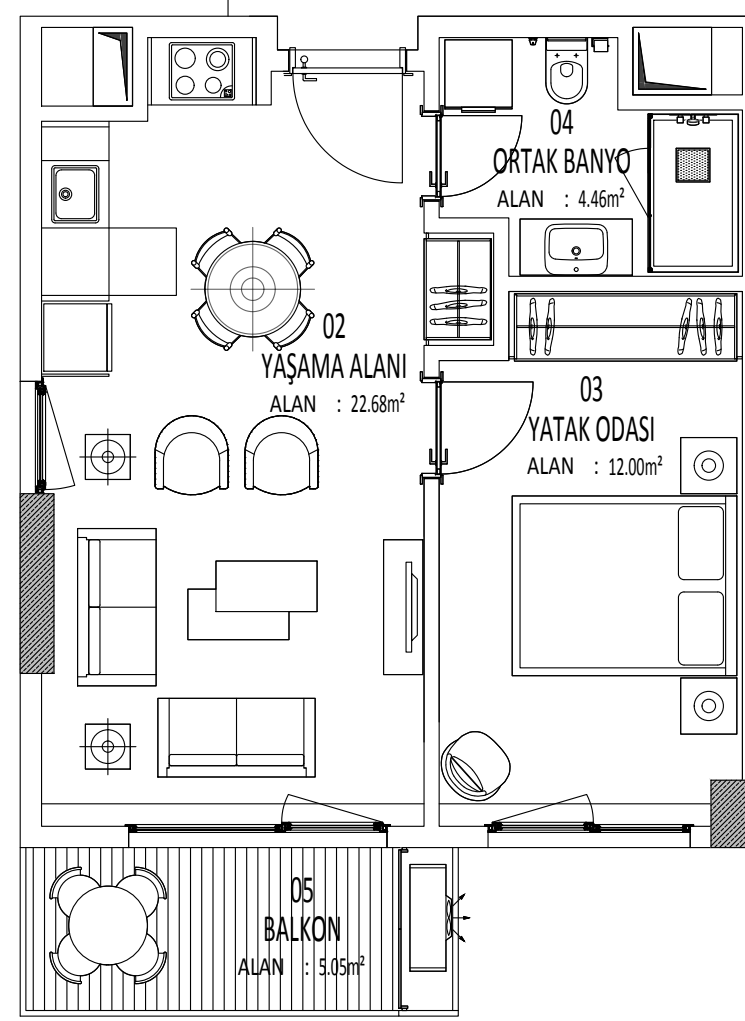 04
ORTAK BANYO
ALAN : 4.46m²
02
YAŞAMA ALANI
ALAN : 22.68m²
03
YATAK ODASI
ALAN : 12.00m²
05
BALKON
ALAN : 5.05m²